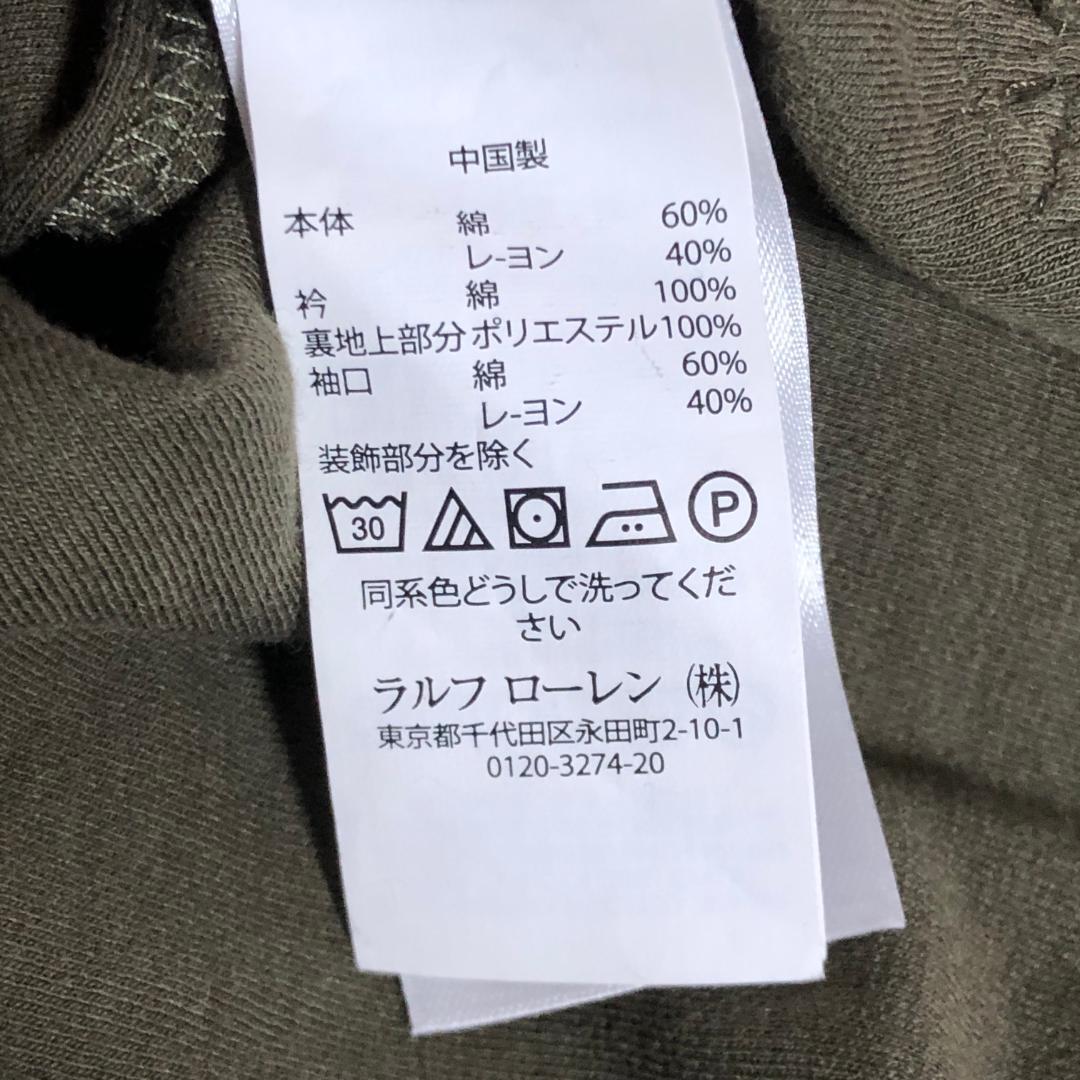 中国製
本体 綿 60%
レーヨン 40%
衿 綿 100%
裏地上部分 ポリエステル100%
袖口 綿 60%
レーヨン 40%
装飾部分を除く
30 P
同系色どうしで洗ってくだ
さい
ラルフ ローレン (株)
東京都千代田区永田町2-10-1
0120-3274-20